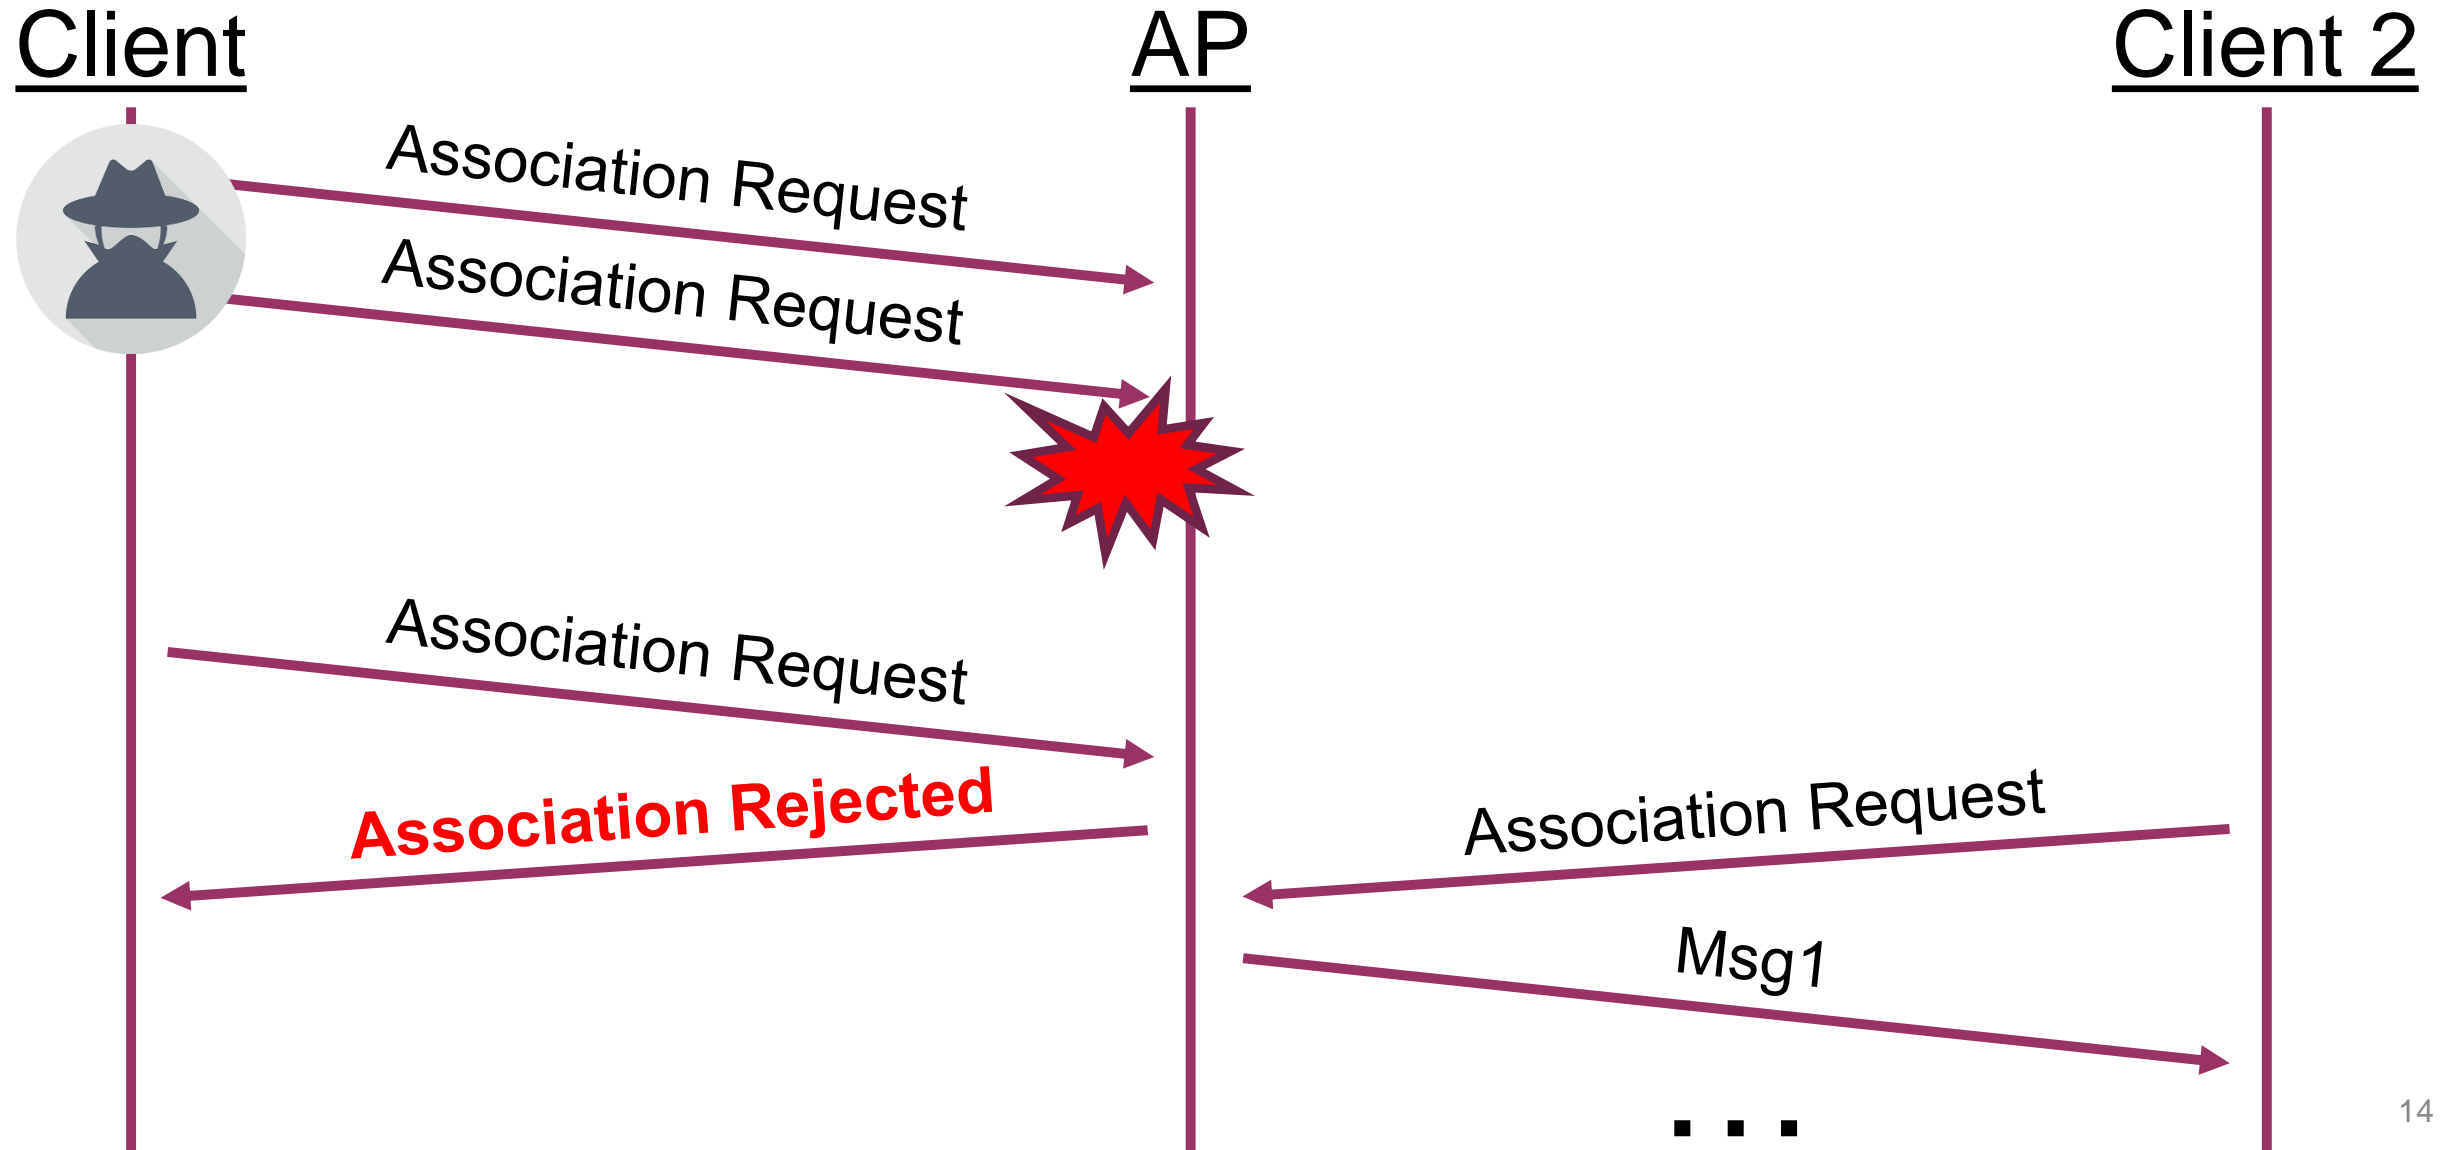 Client
AP
Client 2
Association Request
Association Request
Association Request
Association Rejected
Association Request
Msg1
...
14